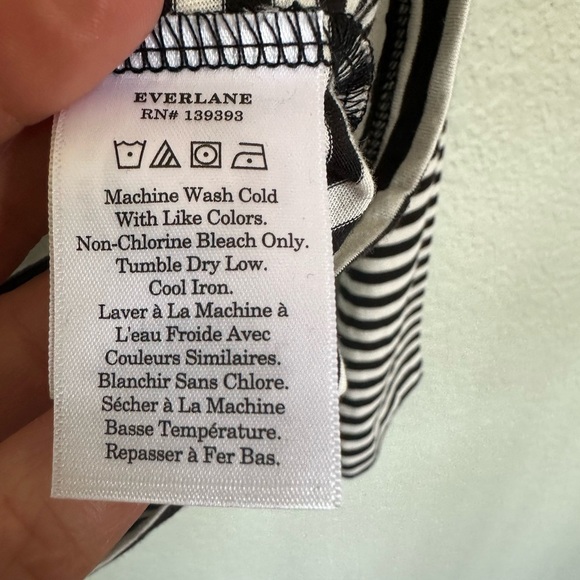 EVERLANE
RN# 139393
Machine Wash Cold
With Like Colors.
Non-Chlorine Bleach Only.
Tumble Dry Low.
Cool Iron.
Laver à La Machine à
L'eau Froide Avec
Couleurs Similaires.
Blanchir Sans Chlore.
Sécher à La Machine
Basse Température.
Repasser à Fer Bas.